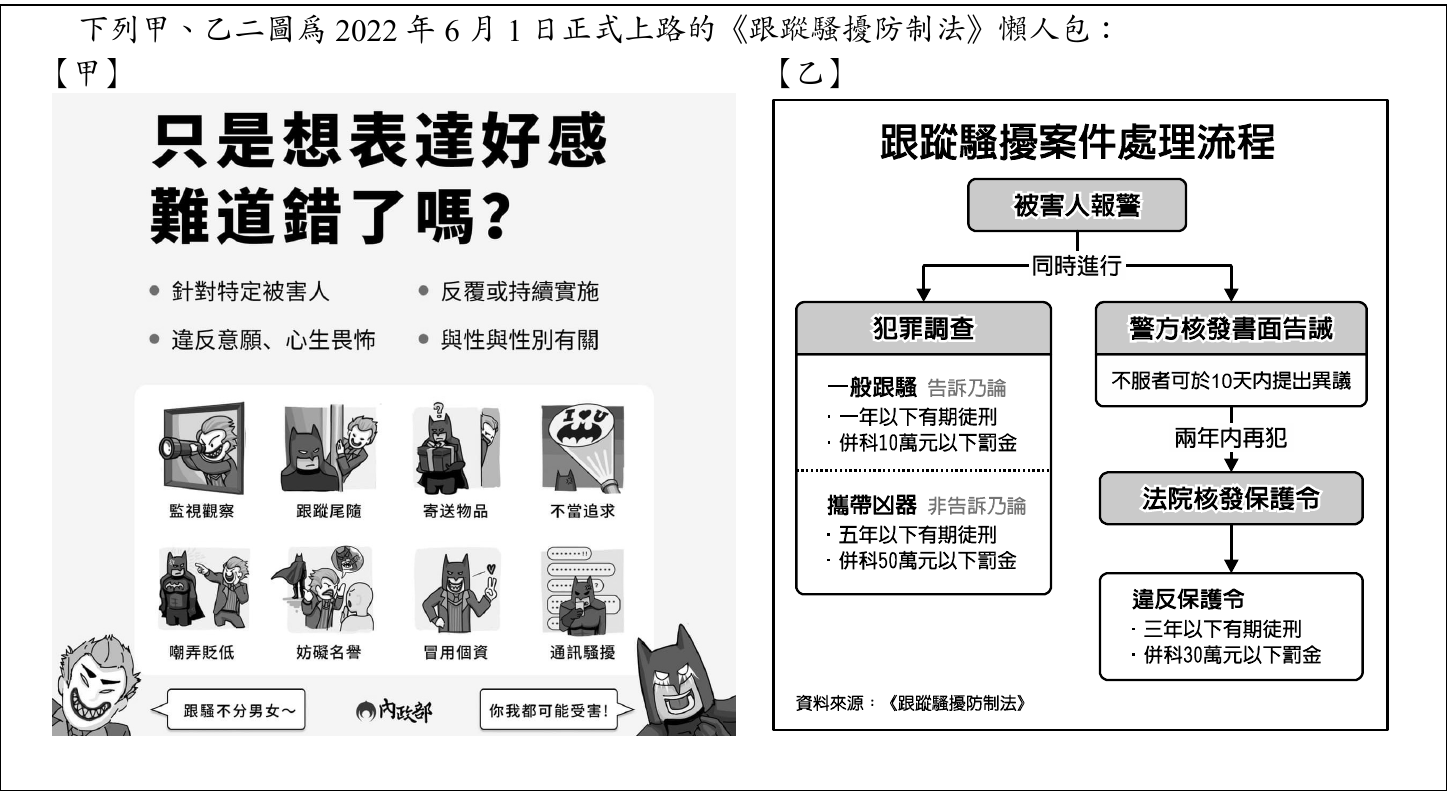 下列甲、乙二圖為 2022 年 6 月 1 日正式上路的《跟蹤騷擾防制法》懶人包：
【甲】
只是想表達好感
難道錯了嗎?
● 針對特定被害人
● 反覆或持續實施
● 違反意願、心生畏怖
● 與性與性別有關
?
I ♥ U
監視觀察
跟蹤尾隨
寄送物品
不當追求
嘲弄貶低
妨礙名譽
冒用個資
通訊騷擾
跟騷不分男女～
內政部
你我都可能受害!
【乙】
跟蹤騷擾案件處理流程
被害人報警
同時進行
犯罪調查
一般跟騷 告訴乃論
· 一年以下有期徒刑
· 併科10萬元以下罰金
攜帶凶器 非告訴乃論
· 五年以下有期徒刑
· 併科50萬元以下罰金
警方核發書面告誡
不服者可於10天內提出異議
兩年內再犯
法院核發保護令
違反保護令
· 三年以下有期徒刑
· 併科30萬元以下罰金
資料來源：《跟蹤騷擾防制法》